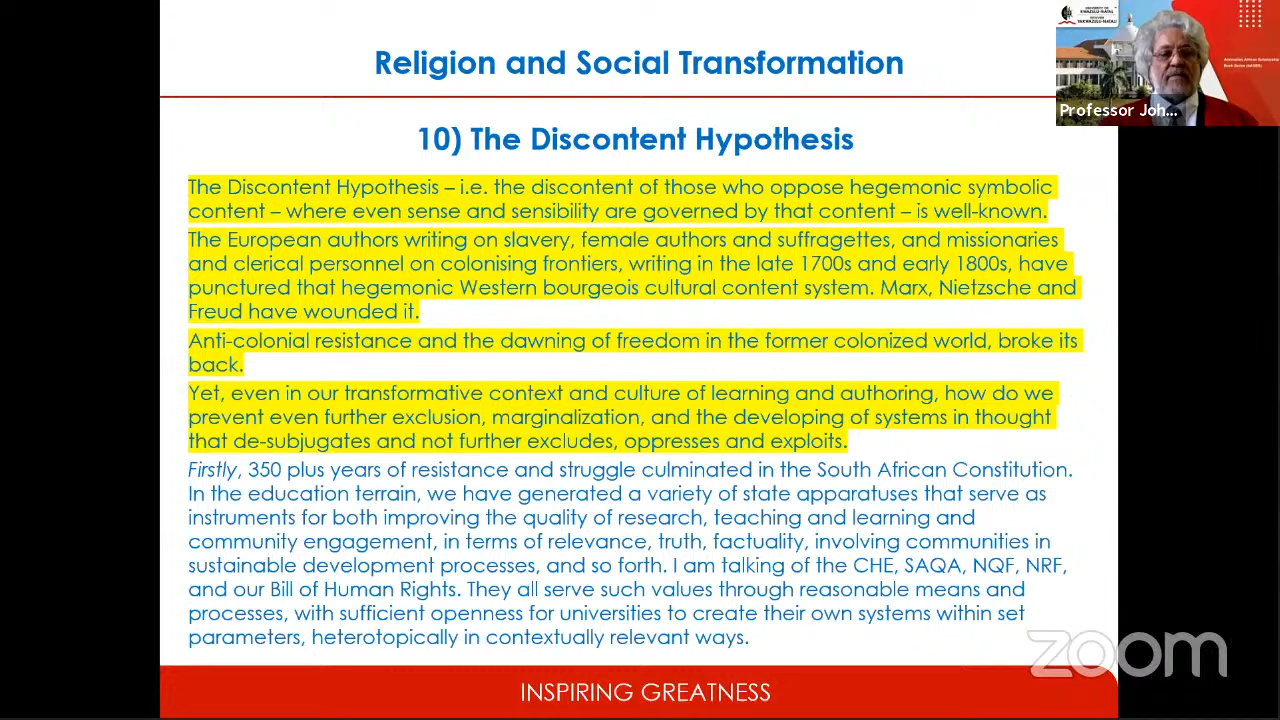 Religion and Social Transformation
10) The Discontent Hypothesis
The Discontent Hypothesis – i.e. the discontent of those who oppose hegemonic symbolic
content – where even sense and sensibility are governed by that content – is well-known.
The European authors writing on slavery, female authors and suffragettes, and missionaries
and clerical personnel on colonising frontiers, writing in the late 1700s and early 1800s, have
punctured that hegemonic Western bourgeois cultural content system. Marx, Nietzsche and
Freud have wounded it.
Anti-colonial resistance and the dawning of freedom in the former colonized world, broke its
back.
Yet, even in our transformative context and culture of learning and authoring, how do we
prevent even further exclusion, marginalization, and the developing of systems in thought
that de-subjugates and not further excludes, oppresses and exploits.
Firstly, 350 plus years of resistance and struggle culminated in the South African Constitution.
In the education terrain, we have generated a variety of state apparatuses that serve as
instruments for both improving the quality of research, teaching and learning and
community engagement, in terms of relevance, truth, factuality, involving communities in
sustainable development processes, and so forth. I am talking of the CHE, SAQA, NQF, NRF,
and our Bill of Human Rights. They all serve such values through reasonable means and
processes, with sufficient openness for universities to create their own systems within set
parameters, heterotopically in contextually relevant ways.
INSPIRING GREATNESS
UNIVERSITY OF
KWAZULU-NATAL
INYUVESI
YAKWAZULU-NATALI
African Scholarship
Book Series
Professor Joh...
zoom